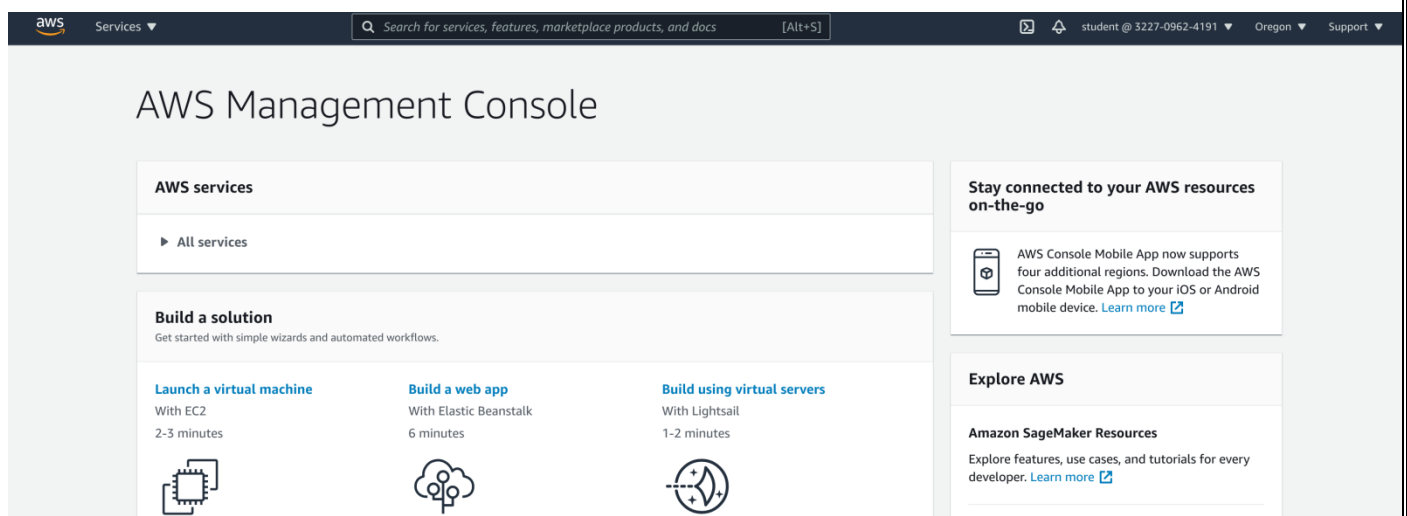 aws
Services ▼
Search for services, features, marketplace products, and docs [Alt+S]
student @ 3227-0962-4191 ▼
Oregon ▼
Support ▼
AWS Management Console
AWS services
All services
Build a solution
Get started with simple wizards and automated workflows.
Launch a virtual machine
With EC2
2-3 minutes
Build a web app
With Elastic Beanstalk
6 minutes
Build using virtual servers
With Lightsail
1-2 minutes
Stay connected to your AWS resources
on-the-go
AWS Console Mobile App now supports
four additional regions. Download the AWS
Console Mobile App to your iOS or Android
mobile device. Learn more
Explore AWS
Amazon SageMaker Resources
Explore features, use cases, and tutorials for every
developer. Learn more